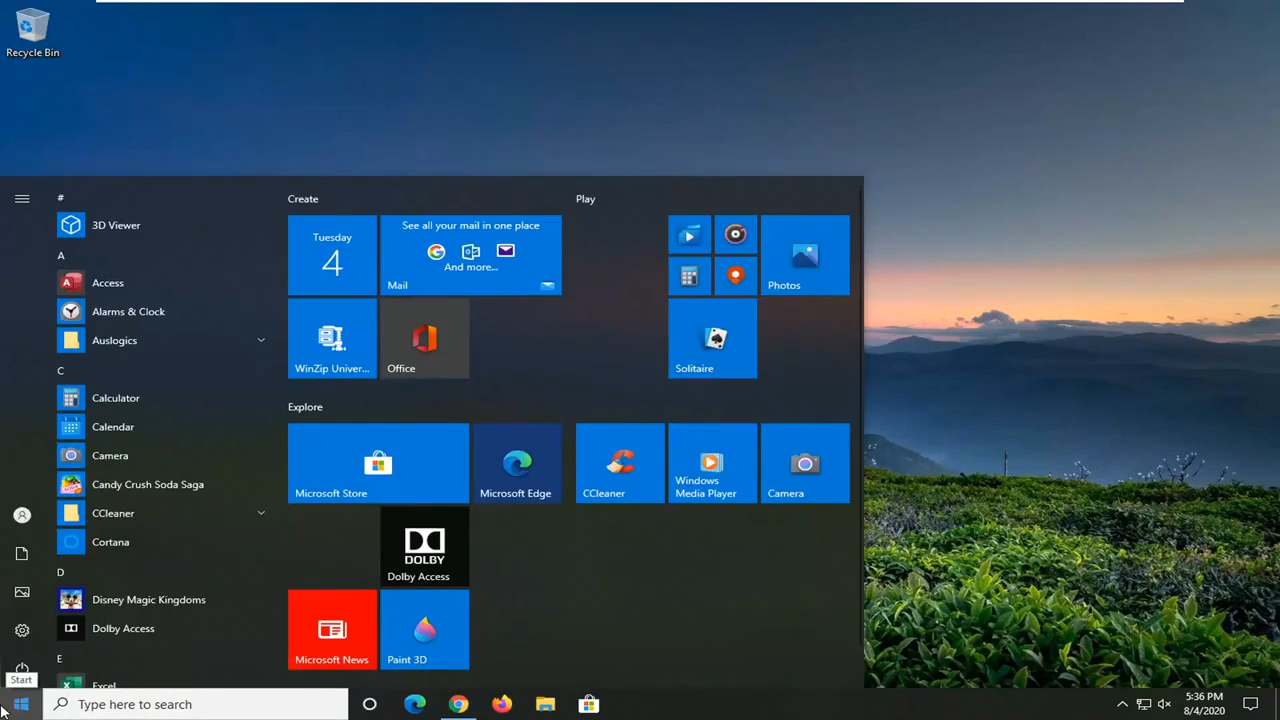 Recycle Bin
#
3D Viewer
A
Access
Alarms & Clock
Auslogics
C
Calculator
Calendar
Camera
Candy Crush Soda Saga
CCleaner
Cortana
D
Disney Magic Kingdoms
Dolby Access
E
Excel
Start
Create
Tuesday
4
See all your mail in one place
And more...
Mail
WinZip Univer...
Office
Explore
Microsoft Store
Microsoft Edge
DOLBY
Dolby Access
Microsoft News
Paint 3D
Play
Photos
Solitaire
CCleaner
Windows
Media Player
Camera
Type here to search
5:36 PM
8/4/2020